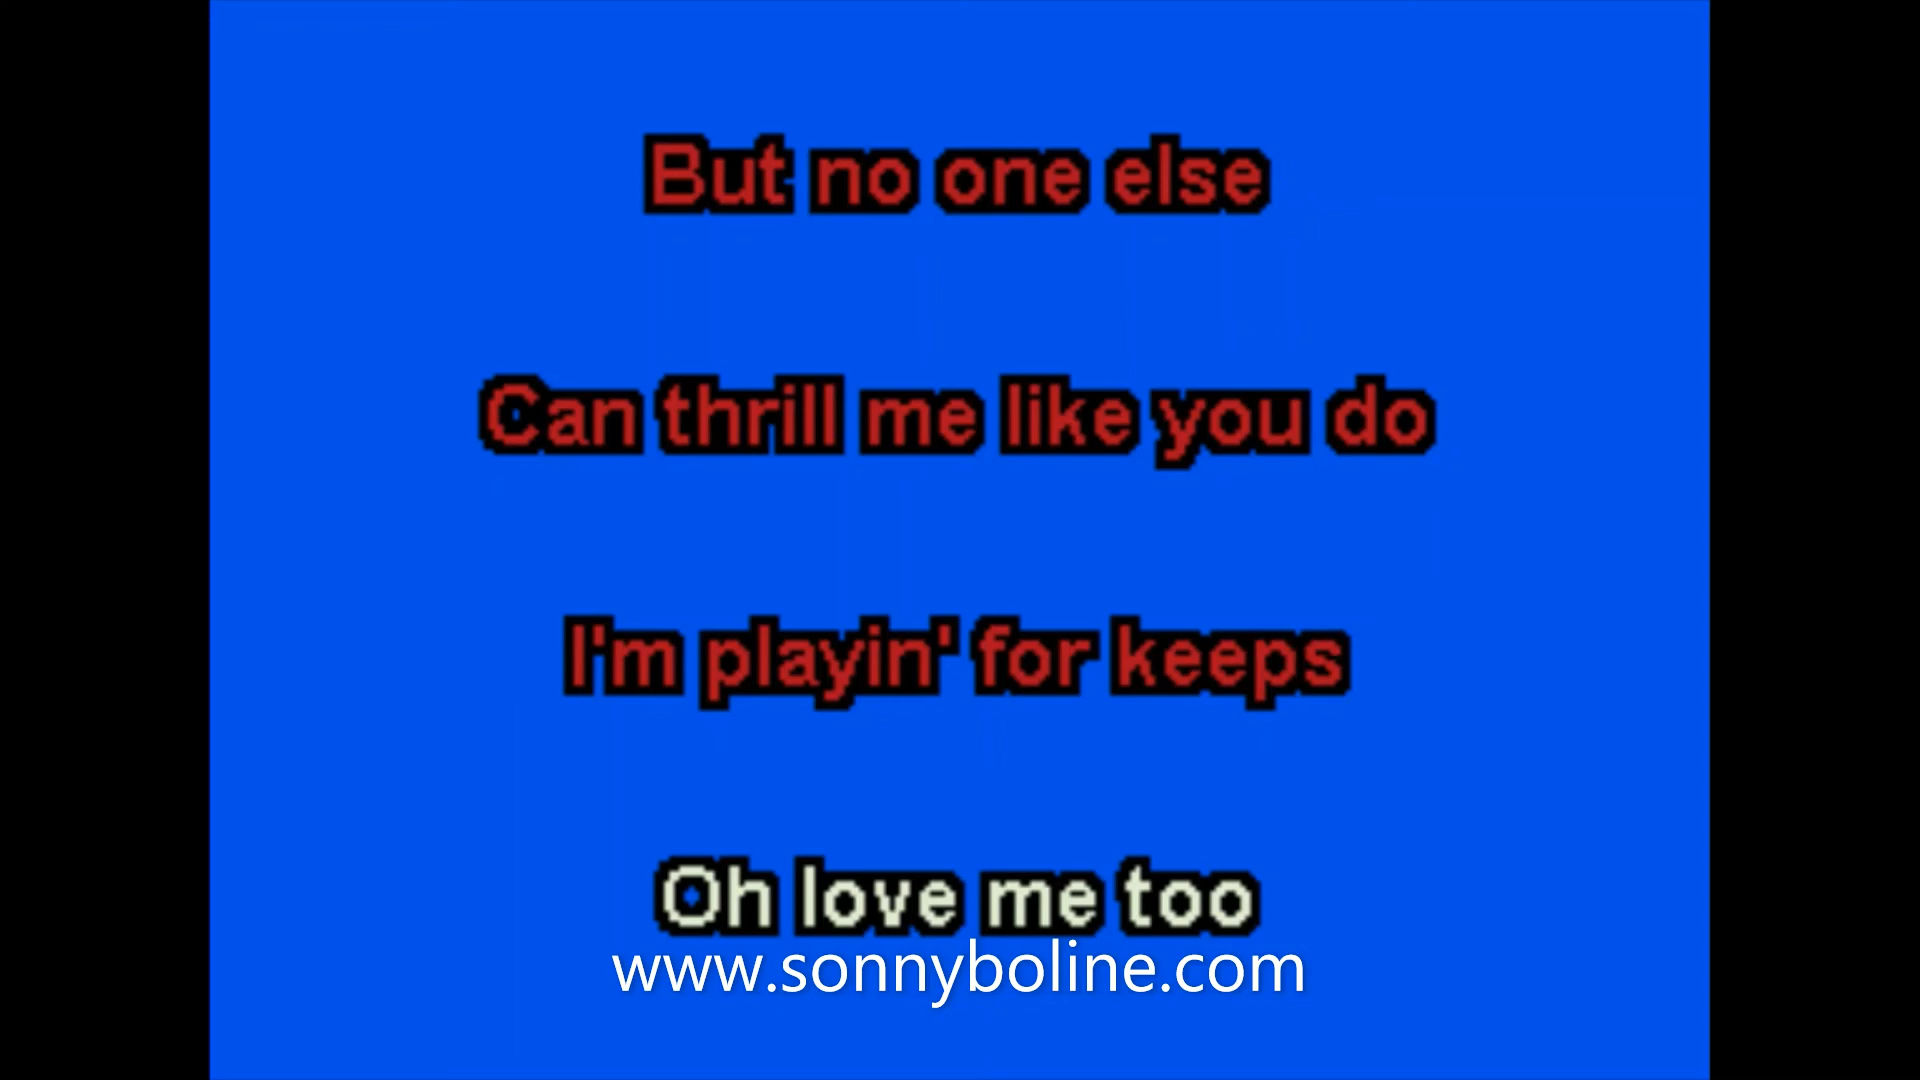 But no one else
Can thrill me like you do
I'm playin' for keeps
Oh love me too
www.sonnyboline.com